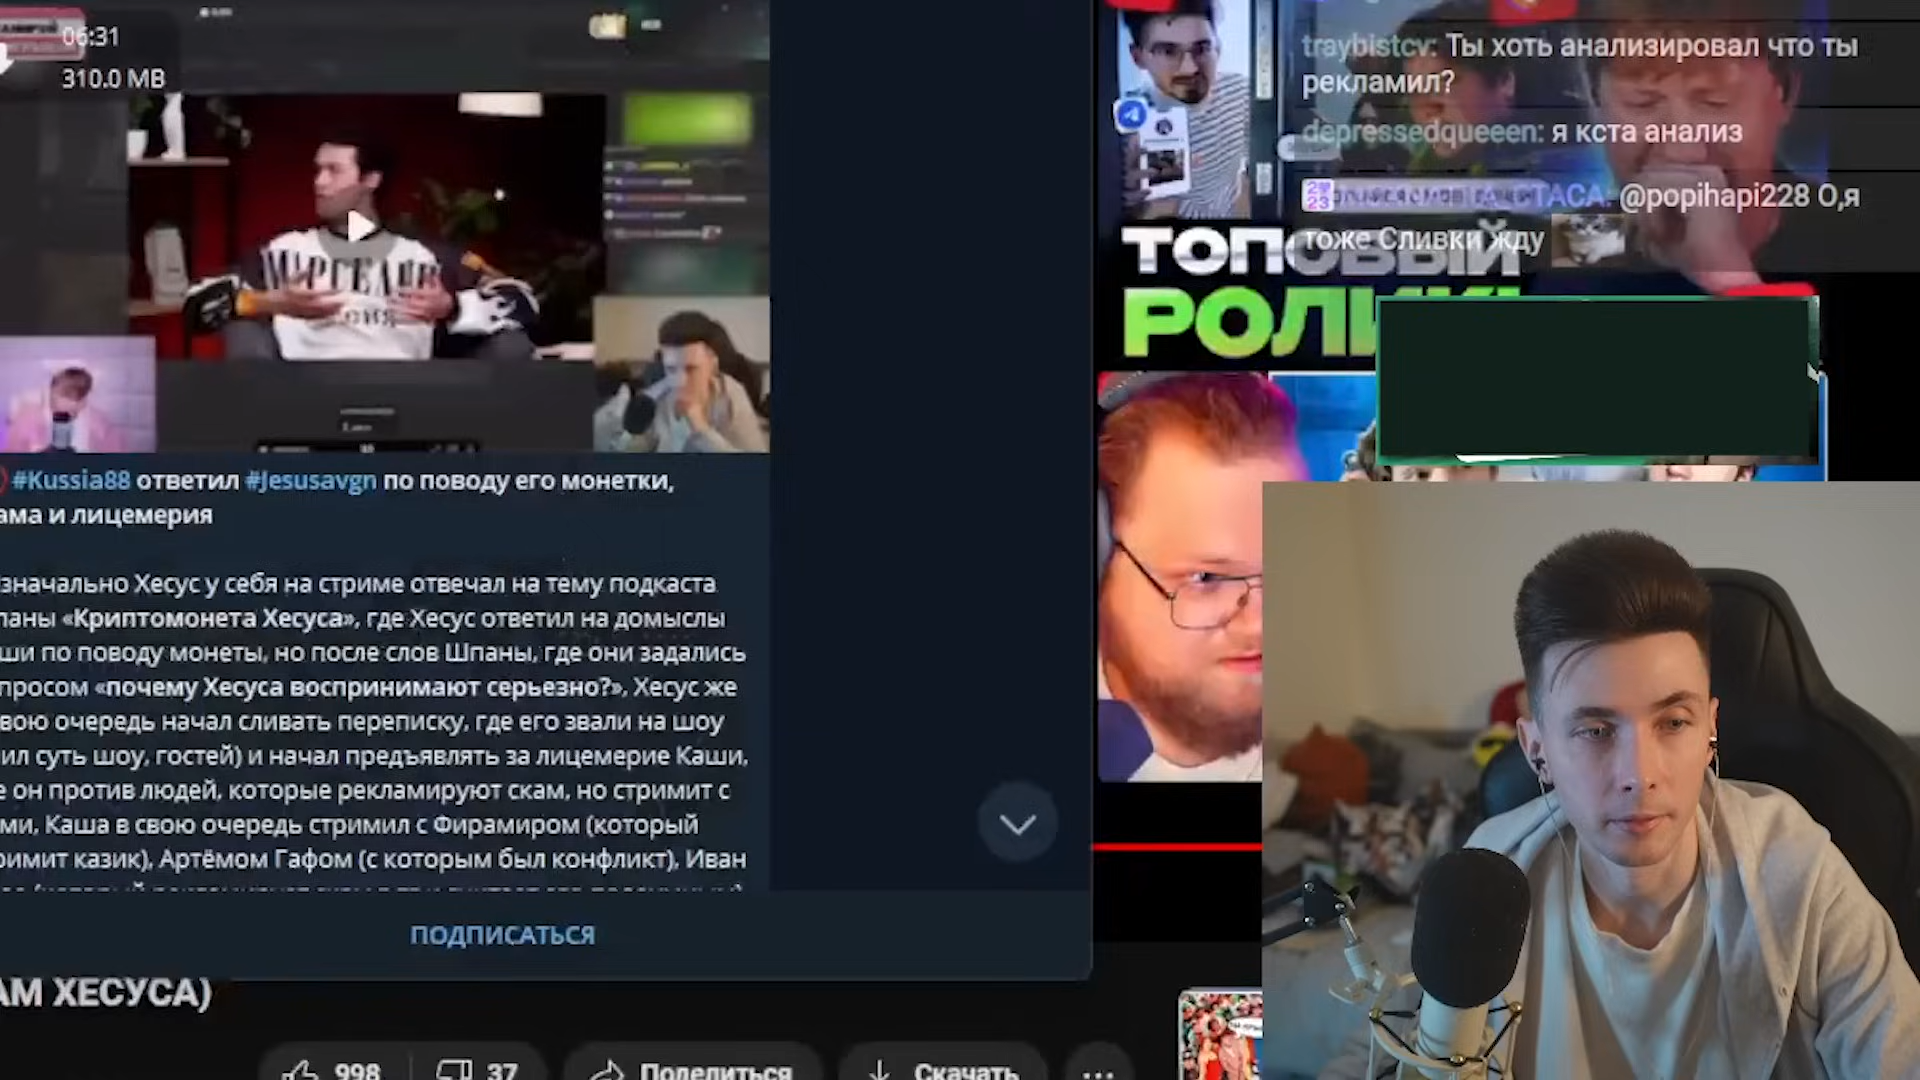 06:31
310.0 MB
#Kussia88 ответил #Jesusavgn по поводу его монетки,
ама и лицемерия
значально Хесус у себя на стриме отвечал на тему подкаста
паны «Криптомонета Хесуса», где Хесус ответил на домыслы
ши по поводу монеты, но после слов Шпаны, где они задались
просом «почему Хесуса воспринимают серьезно?», Хесус же
вою очередь начал сливать переписку, где его звали на шоу
ил суть шоу, гостей) и начал предъявлять за лицемерие Каши,
е он против людей, которые рекламируют скам, но стримит с
ми, Каша в свою очередь стримил с Фирамиром (который
римит казик), Артёмом Гафом (с которым был конфликт), Иван
ПОДПИСАТЬСЯ
АМ ХЕСУСА)
998
37
Поделиться
Скачать
traybistcv: Ты хоть анализировал что ты
рекламил?
depressedqueeen: я кста анализ
TACA: @popihapi228 О,я
тоже Сливки жду
ТОПОВЫЙ
РОЛИК!